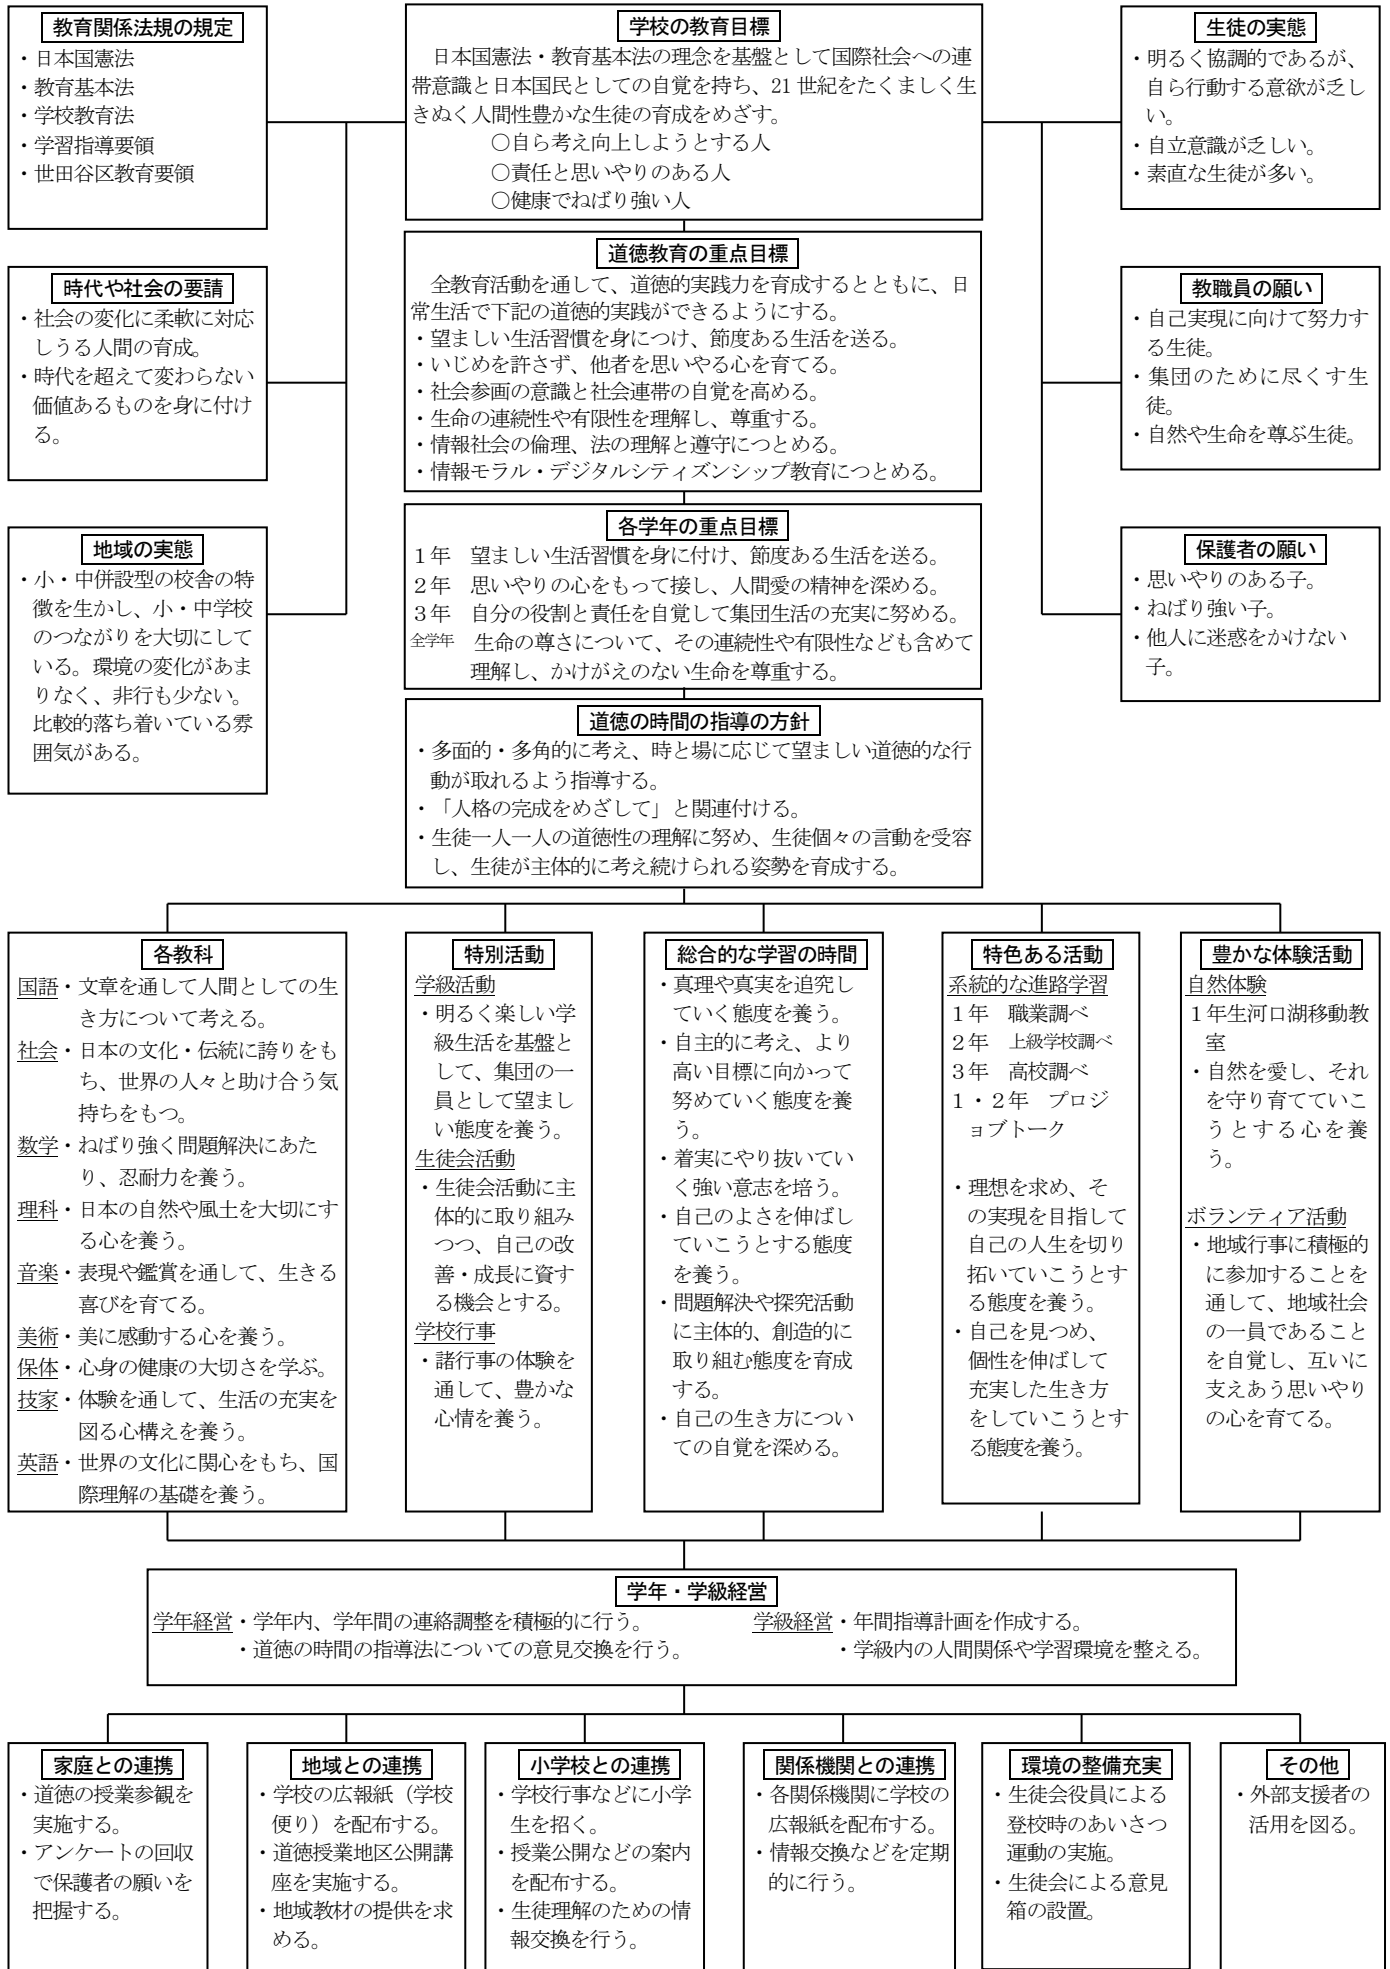 教育関係法規の規定
・日本国憲法
・教育基本法
・学校教育法
・学習指導要領
・世田谷区教育要領
時代や社会の要請
・社会の変化に柔軟に対応
しうる人間の育成。
・時代を超えて変わらない
価値あるものを身に付け
る。
地域の実態
・小・中併設型の校舎の特
徴を生かし、小・中学校
のつながりを大切にして
いる。環境の変化があま
りなく、非行も少ない。
比較的落ち着いている雰
囲気がある。
学校の教育目標
日本国憲法・教育基本法の理念を基盤として国際社会への連
帯意識と日本国民としての自覚を持ち、21 世紀をたくましく生
きぬく人間性豊かな生徒の育成をめざす。
○自ら考え向上しようとする人
○責任と思いやりのある人
○健康でねばり強い人
道徳教育の重点目標
全教育活動を通して、道徳的実践力を育成するとともに、日
常生活で下記の道徳的実践ができるようにする。
・望ましい生活習慣を身につけ、節度ある生活を送る。
・いじめを許さず、他者を思いやる心を育てる。
・社会参画の意識と社会連帯の自覚を高める。
・生命の連続性や有限性を理解し、尊重する。
・情報社会の倫理、法の理解と遵守につとめる。
・情報モラル・デジタルシティズンシップ教育につとめる。
各学年の重点目標
1年 望ましい生活習慣を身に付け、節度ある生活を送る。
2年 思いやりの心をもって接し、人間愛の精神を深める。
3年 自分の役割と責任を自覚して集団生活の充実に努める。
全学年 生命の尊さについて、その連続性や有限性なども含めて
理解し、かけがえのない生命を尊重する。
道徳の時間の指導の方針
・多面的・多角的に考え、時と場に応じて望ましい道徳的な行
動が取れるよう指導する。
・「人格の完成をめざして」と関連付ける。
・生徒一人一人の道徳性の理解に努め、生徒個々の言動を受容
し、生徒が主体的に考え続けられる姿勢を育成する。
生徒の実態
・明るく協調的であるが、
自ら行動する意欲が乏し
い。
・自立意識が乏しい。
・素直な生徒が多い。
教職員の願い
・自己実現に向けて努力す
る生徒。
・集団のために尽くす生
徒。
・自然や生命を尊ぶ生徒。
保護者の願い
・思いやりのある子。
・ねばり強い子。
・他人に迷惑をかけない
子。
各教科
国語・文章を通して人間としての生
き方について考える。
社会・日本の文化・伝統に誇りをも
ち、世界の人々と助け合う気
持ちをもつ。
数学・ねばり強く問題解決にあた
り、忍耐力を養う。
理科・日本の自然や風土を大切にす
る心を養う。
音楽・表現や鑑賞を通して、生きる
喜びを育てる。
美術・美に感動する心を養う。
保体・心身の健康の大切さを学ぶ。
技家・体験を通して、生活の充実を
図る心構えを養う。
英語・世界の文化に関心をもち、国
際理解の基礎を養う。
特別活動
学級活動
・明るく楽しい学
級生活を基盤と
して、集団の一
員として望まし
い態度を養う。
生徒会活動
・生徒会活動に主
体的に取り組み
つつ、自己の改
善・成長に資す
る機会とする。
学校行事
・諸行事の体験を
通して、豊かな
心情を養う。
総合的な学習の時間
・真理や真実を追究し
ていく態度を養う。
・自主的に考え、より
高い目標に向かって
努めていく態度を養
う。
・着実にやり抜いてい
く強い意志を培う。
・自己のよさを伸ばし
ていこうとする態度
を養う。
・問題解決や探究活動
に主体的、創造的に
取り組む態度を育成
する。
・自己の生き方につい
ての自覚を深める。
特色ある活動
系統的な進路学習
1年 職業調べ
2年 上級学校調べ
3年 高校調べ
1・2年 プロジ
ョブトーク
・理想を求め、そ
の実現を目指して
自己の人生を切り
拓いていこうとす
る態度を養う。
・自己を見つめ、
個性を伸ばして
充実した生き方
をしていこうとす
る態度を養う。
豊かな体験活動
自然体験
1年生河口湖移動教
室
・自然を愛し、それ
を守り育てていこ
うとする心を養
う。
ボランティア活動
・地域行事に積極的
に参加することを
通して、地域社会
の一員であること
を自覚し、互いに
支えあう思いやり
の心を育てる。
学年・学級経営
学年経営・学年内、学年間の連絡調整を積極的に行う。
・道徳の時間の指導法についての意見交換を行う。
学級経営・年間指導計画を作成する。
・学級内の人間関係や学習環境を整える。
家庭との連携
・道徳の授業参観を
実施する。
・アンケートの回収
で保護者の願いを
把握する。
地域との連携
・学校の広報紙（学校
便り）を配布する。
・道徳授業地区公開講
座を実施する。
・地域教材の提供を求
める。
小学校との連携
・学校行事などに小学
生を招く。
・授業公開などの案内
を配布する。
・生徒理解のための情
報交換を行う。
関係機関との連携
・各関係機関に学校の
広報紙を配布する。
・情報交換などを定期
的に行う。
環境の整備充実
・生徒会役員による
登校時のあいさつ
運動の実施。
・生徒会による意見
箱の設置。
その他
・外部支援者の
活用を図る。